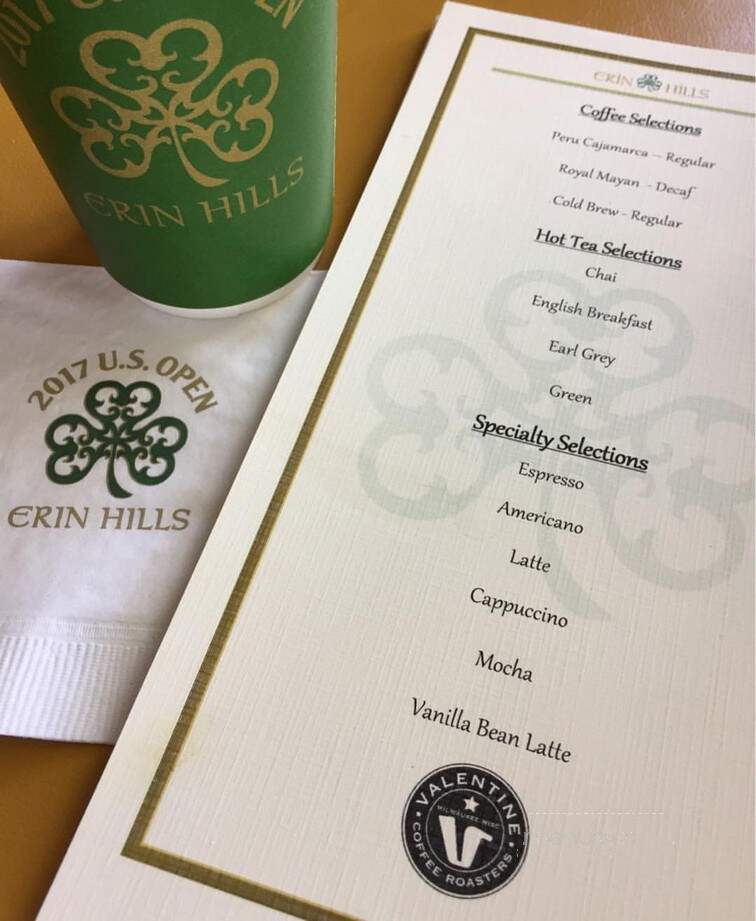 2017 U.S. OPEN
ERIN HILLS
2017 U.S. OPEN
ERIN HILLS
ERIN HILLS
Coffee Selections
Peru Cajamarca – Regular
Royal Mayan - Decaf
Cold Brew - Regular
Hot Tea Selections
Chai
English Breakfast
Earl Grey
Green
Specialty Selections
Espresso
Americano
Latte
Cappuccino
Mocha
Vanilla Bean Latte
VALENTINE
MILWAUKEE, WISC
COFFEE ROASTERS